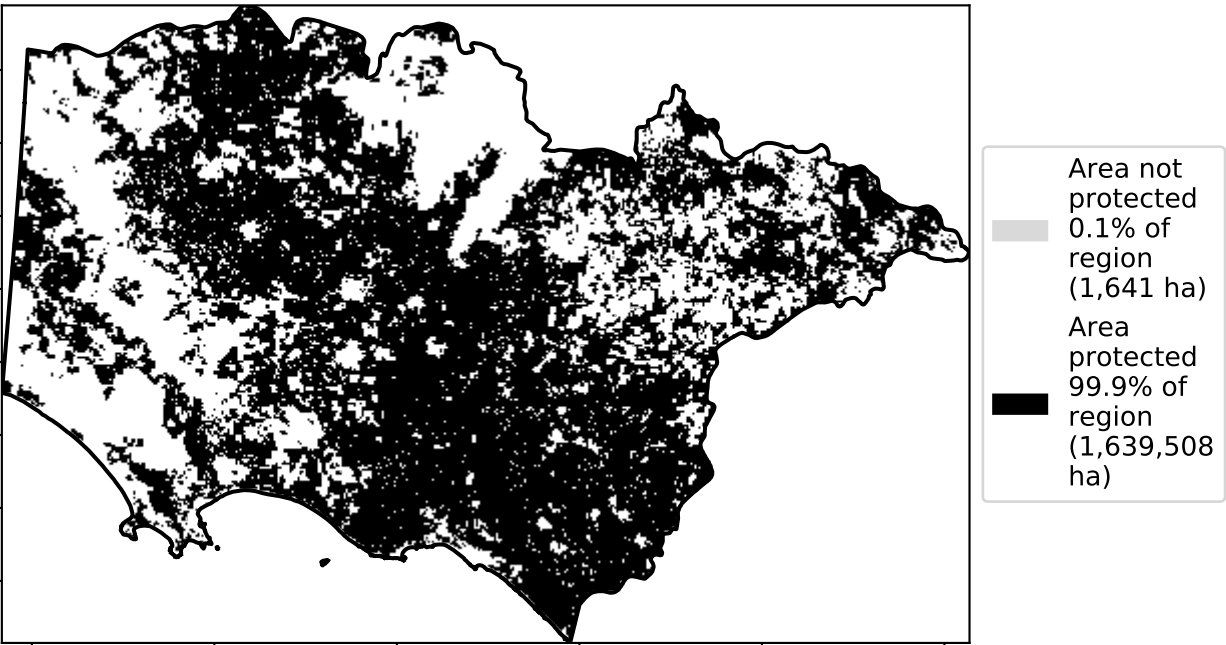 Area not
protected
0.1% of
region
(1,641 ha)
Area
protected
99.9% of
region
(1,639,508
ha)